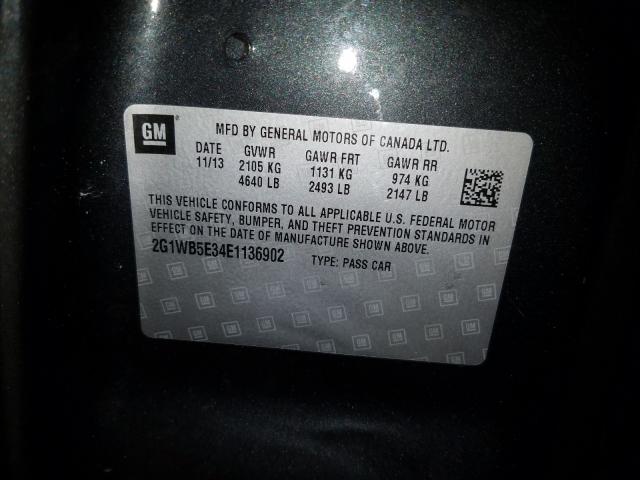 GM
MFD BY GENERAL MOTORS OF CANADA LTD.
DATE GVWR GAWR FRT GAWR RR
11/13 2105 KG 1131 KG 974 KG
4640 LB 2493 LB 2147 LB
THIS VEHICLE CONFORMS TO ALL APPLICABLE U.S. FEDERAL MOTOR
VEHICLE SAFETY, BUMPER, AND THEFT PREVENTION STANDARDS IN
EFFECT ON THE DATE OF MANUFACTURE SHOWN ABOVE.
2G1WB5E34E1136902 TYPE: PASS CAR